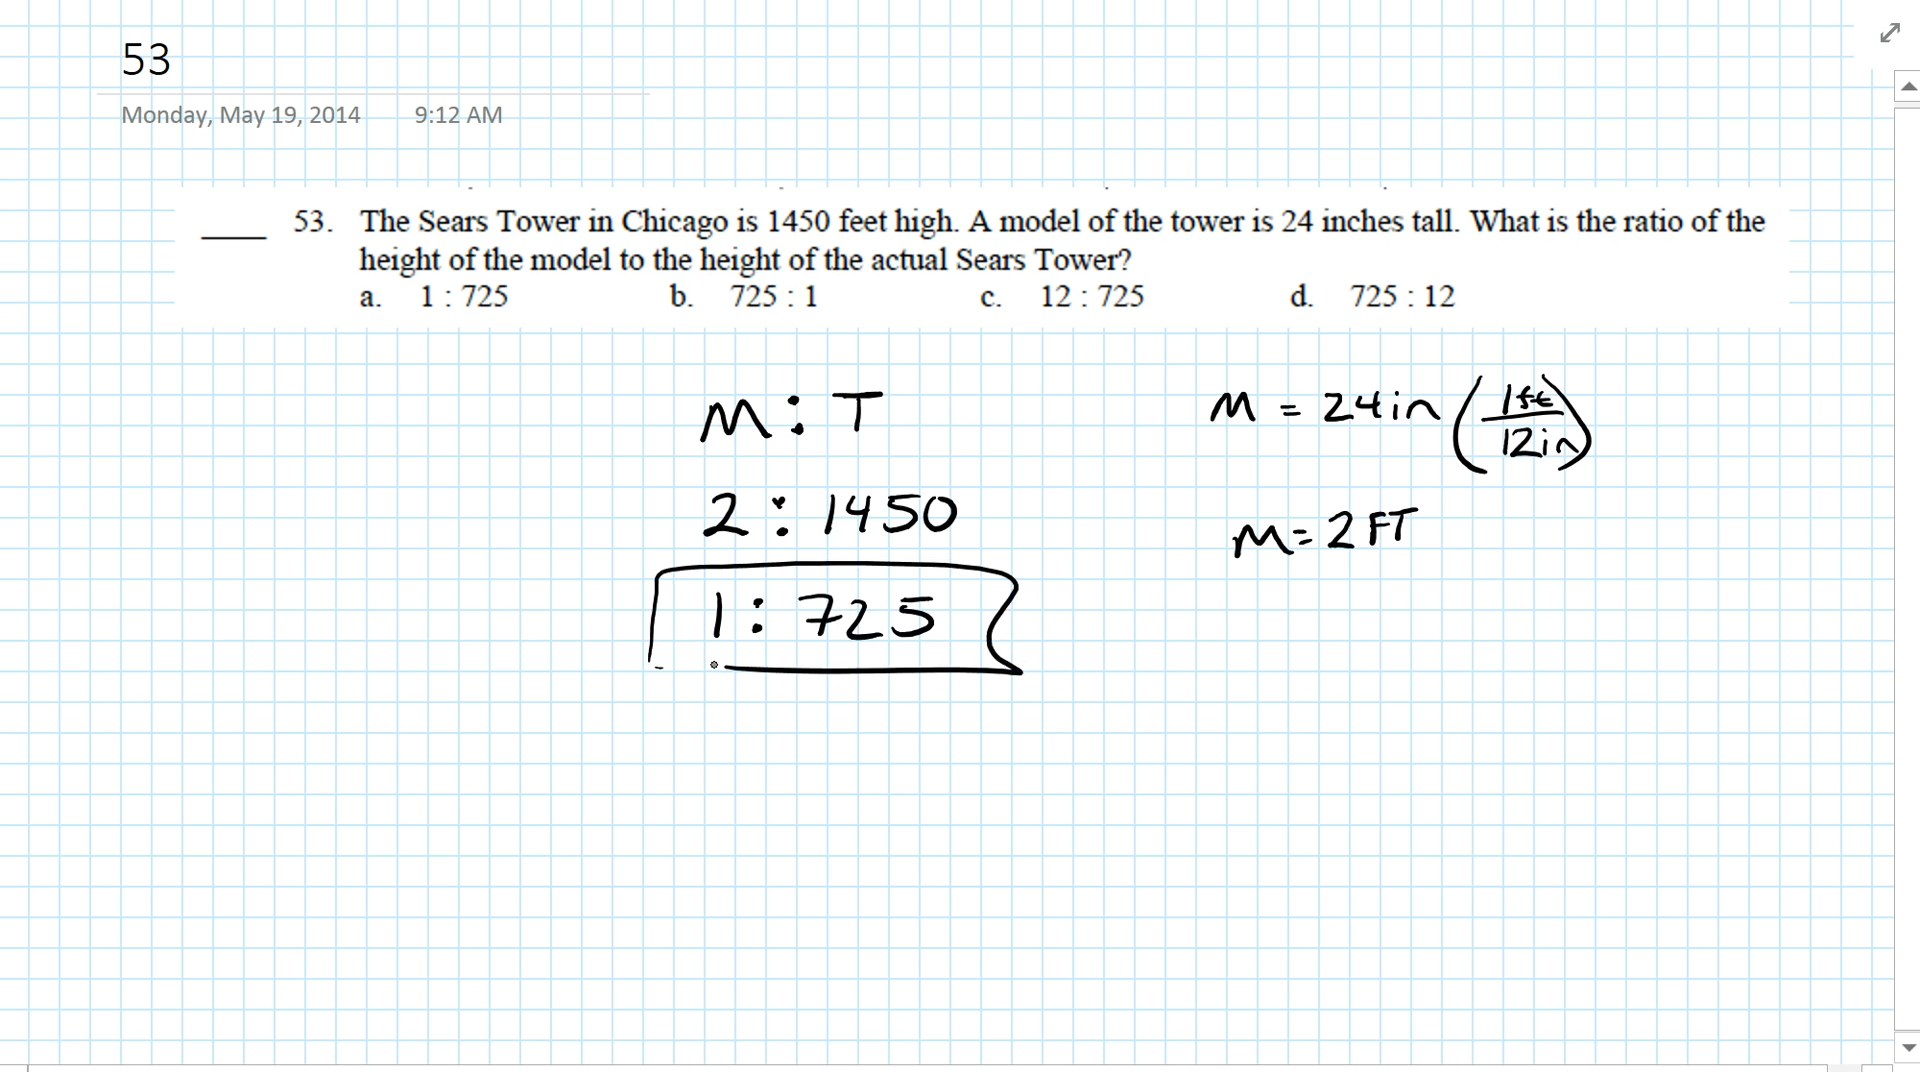 53
Monday, May 19, 2014 9:12 AM
____ 53. The Sears Tower in Chicago is 1450 feet high. A model of the tower is 24 inches tall. What is the ratio of the
height of the model to the height of the actual Sears Tower?
a. 1 : 725 b. 725 : 1 c. 12 : 725 d. 725 : 12
M : T
M = 24in (1ft/12in)
2 : 1450
M = 2 FT
1 : 725